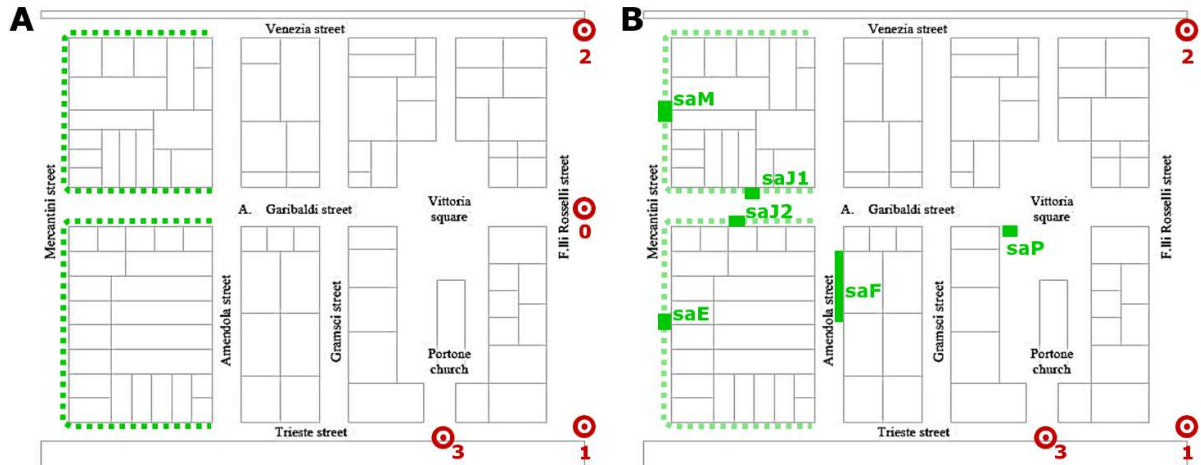 A
Venezia street
2
Mercantini street
A. Garibaldi street
Vittoria
square
0
F.lli Rosselli street
Amendola street
Gramsci street
Portone
church
Trieste street
3
1
B
Venezia street
2
saM
saJ1
Mercantini street
saJ2
A. Garibaldi street
Vittoria
square
saP
F.lli Rosselli street
saE
Amendola street
saF
Gramsci street
Portone
church
Trieste street
3
1